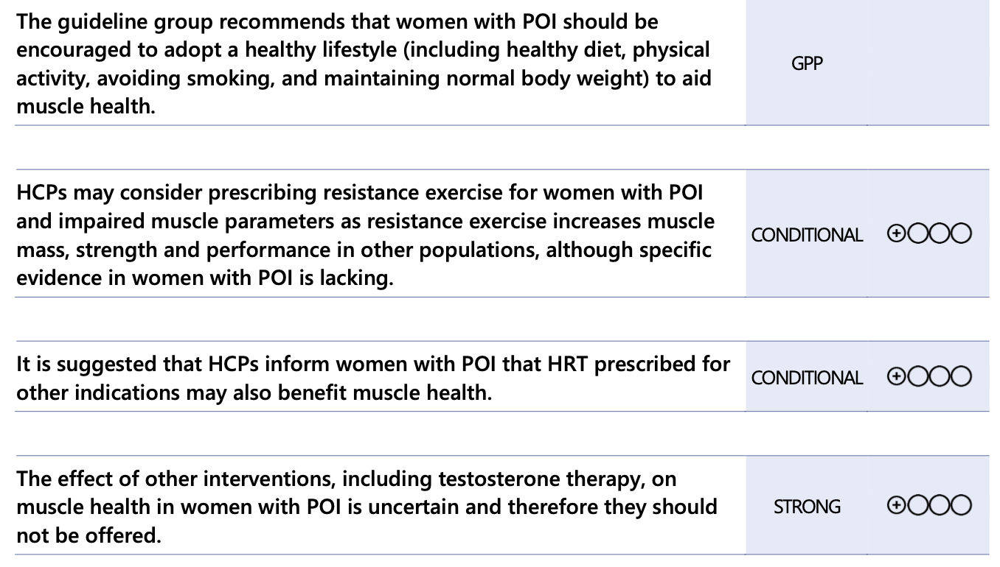 The guideline group recommends that women with POI should be
encouraged to adopt a healthy lifestyle (including healthy diet, physical
activity, avoiding smoking, and maintaining normal body weight) to aid
muscle health.
GPP
HCPs may consider prescribing resistance exercise for women with POI
and impaired muscle parameters as resistance exercise increases muscle
mass, strength and performance in other populations, although specific
evidence in women with POI is lacking.
CONDITIONAL ⊕○○○
It is suggested that HCPs inform women with POI that HRT prescribed for
other indications may also benefit muscle health.
CONDITIONAL ⊕○○○
The effect of other interventions, including testosterone therapy, on
muscle health in women with POI is uncertain and therefore they should
not be offered.
STRONG ⊕○○○